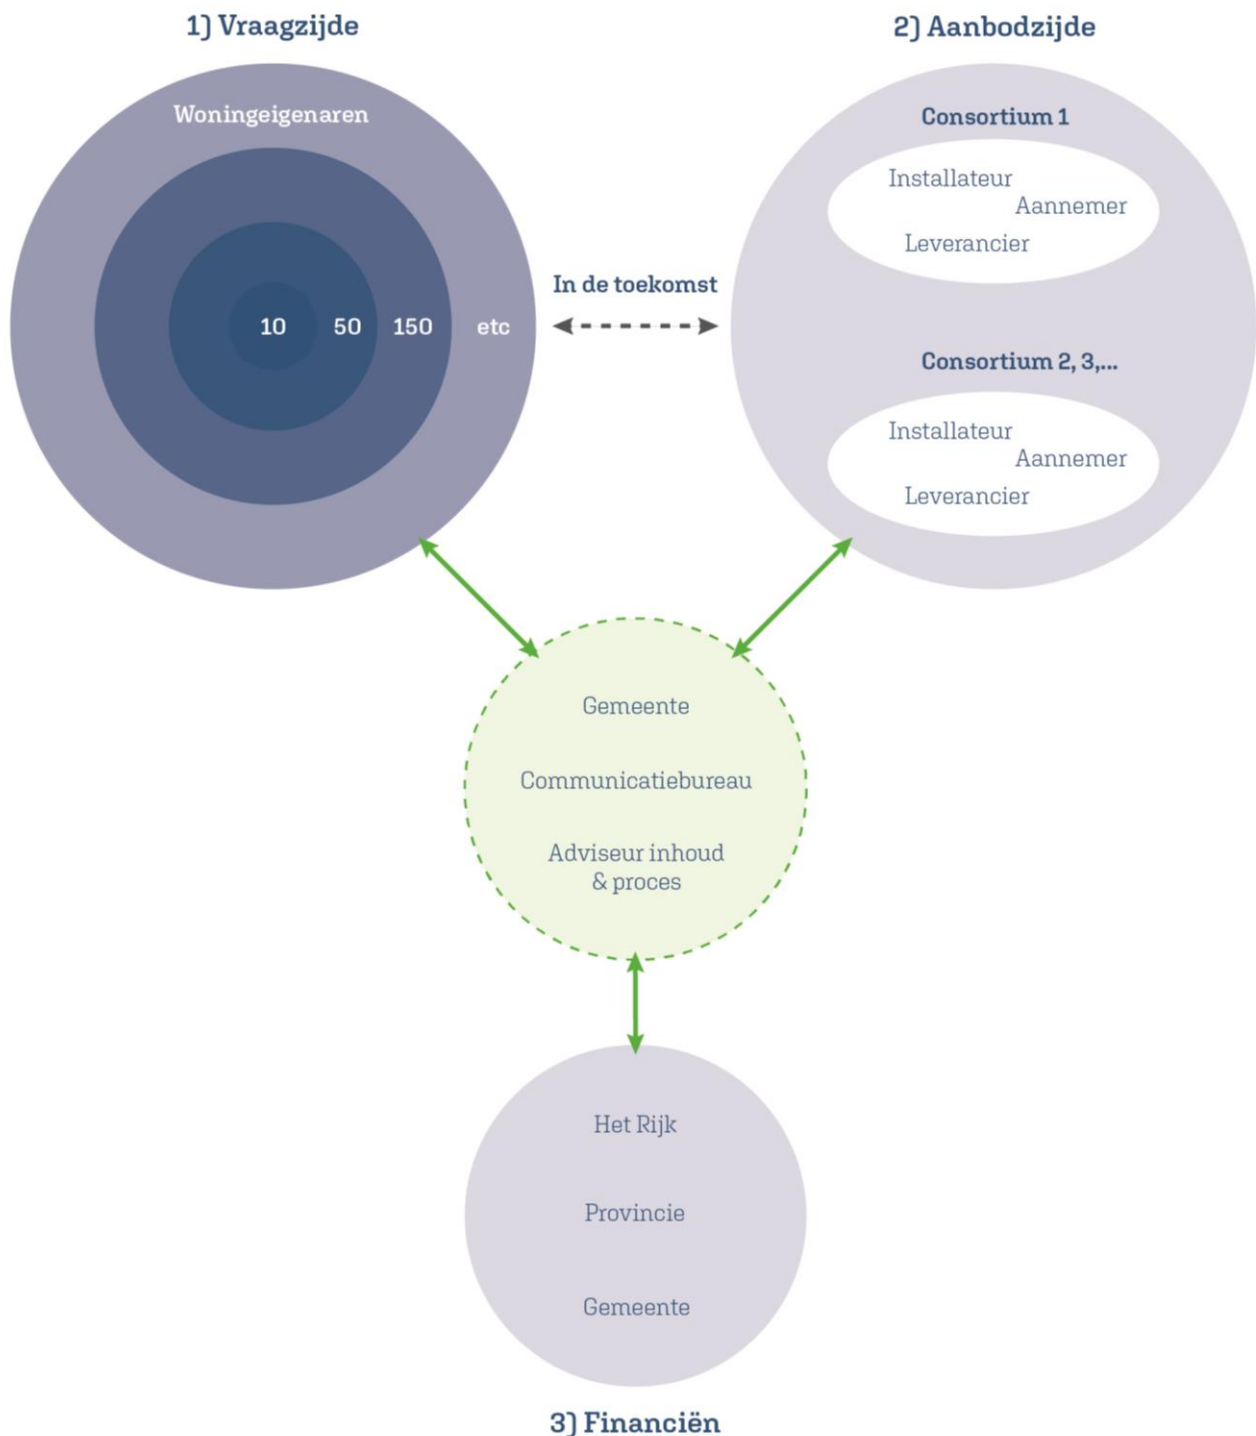 1) Vraagzijde
Woningeigenaren
10
50
150
etc
In de toekomst
2) Aanbodzijde
Consortium 1
Installateur
Aannemer
Leverancier
Consortium 2, 3,...
Installateur
Aannemer
Leverancier
Gemeente
Communicatiebureau
Adviseur inhoud
& proces
Het Rijk
Provincie
Gemeente
3) Financiën